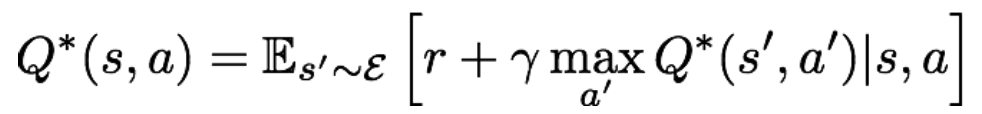 Q*(s, a) = 𝔼_{s′∼ℰ} [r + γ max_{a′} Q*(s′, a′)|s, a]